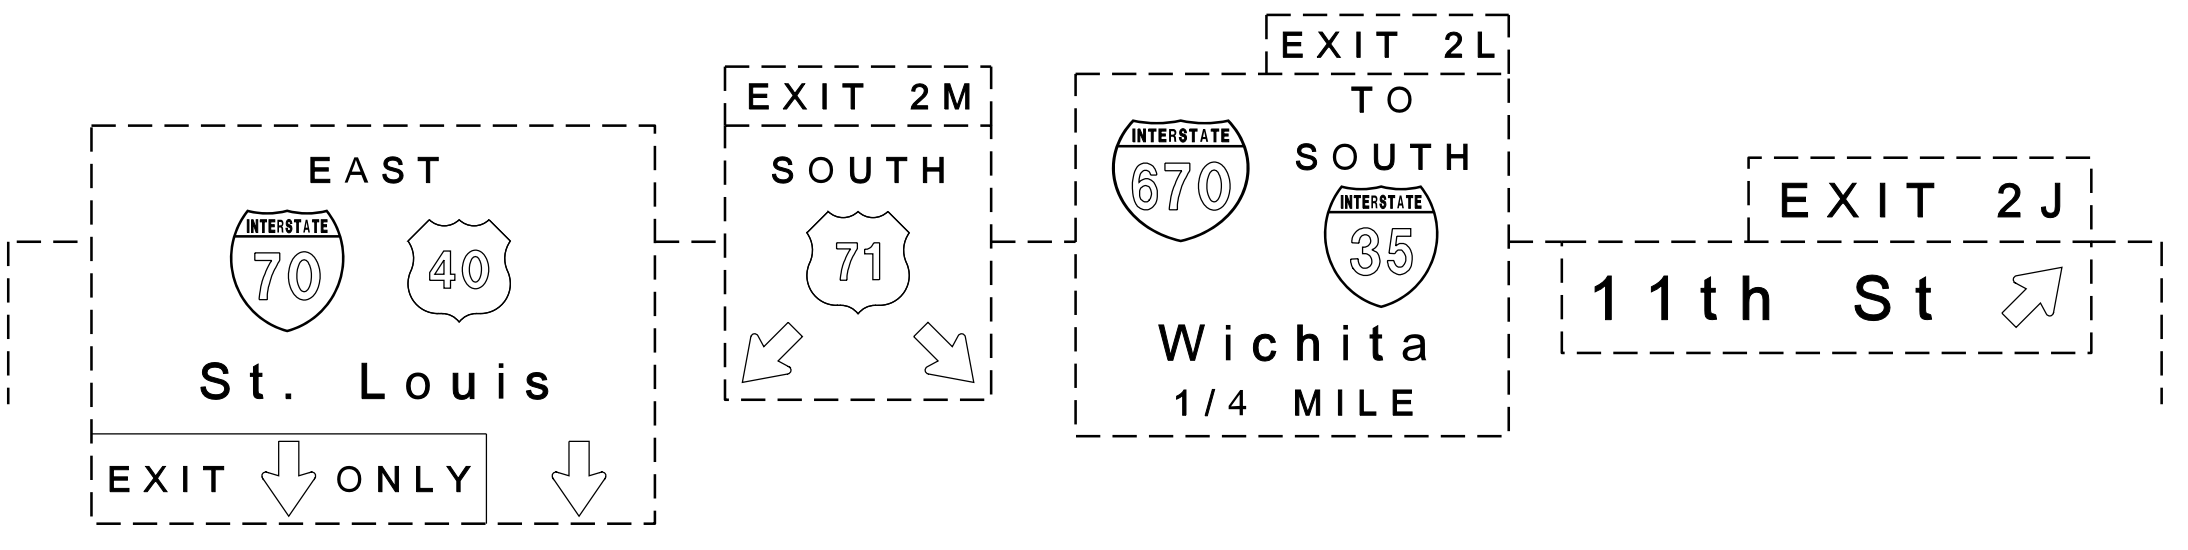 EAST
INTERSTATE
70
40
St. Louis
EXIT ONLY
EXIT 2M
SOUTH
71
EXIT 2L
TO
SOUTH
INTERSTATE
670
INTERSTATE
35
Wichita
1/4 MILE
EXIT 2J
11th St